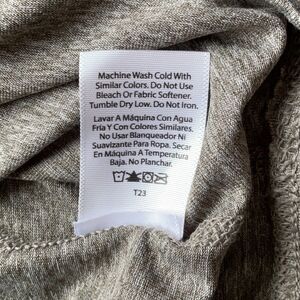 Machine Wash Cold With
Similar Colors. Do Not Use
Bleach Or Fabric Softener.
Tumble Dry Low. Do Not Iron.
Lavar A Máquina Con Agua
Fría Y Con Colores Similares.
No Usar Blanqueador Ni
Suavizante Para Ropa. Secar
En Máquina A Temperatura
Baja. No Planchar.
T23